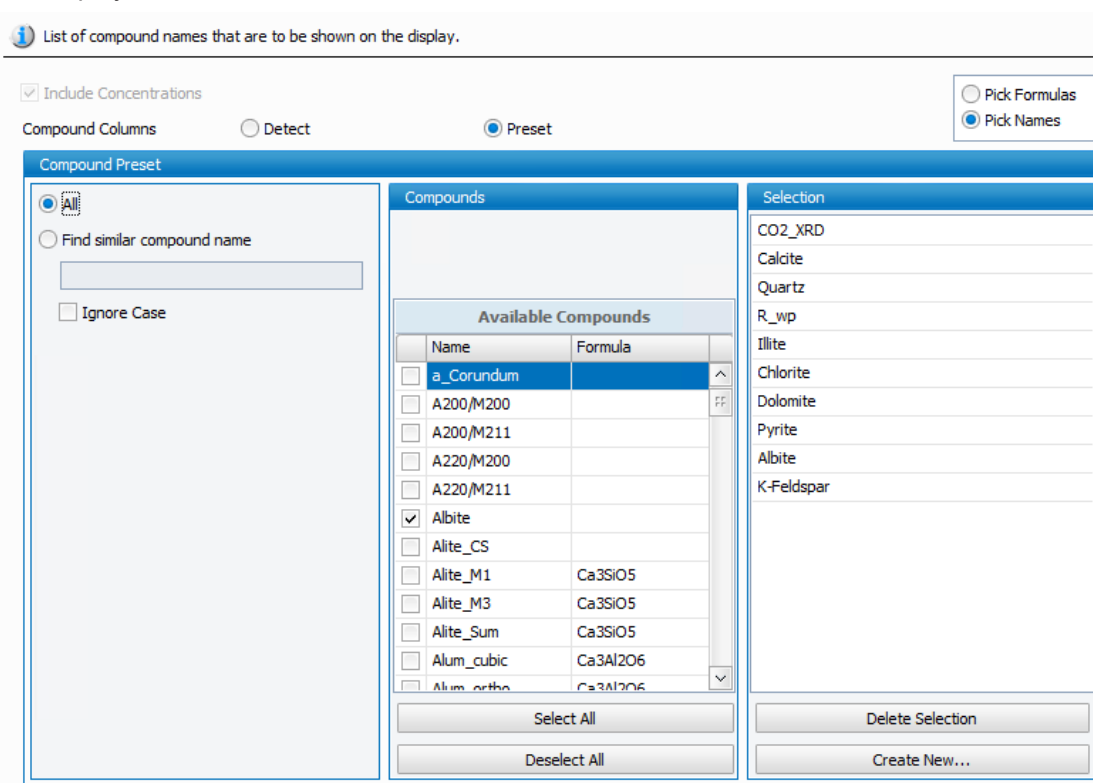 List of compound names that are to be shown on the display.
Include Concentrations
Pick Formulas
Compound Columns Detect Preset
Pick Names
Compound Preset
All
Find similar compound name
Ignore Case
Compounds
Available Compounds
Name Formula
a_Corundum
A200/M200
A200/M211
A220/M200
A220/M211
Albite
Alite_CS
Alite_M1 Ca3SiO5
Alite_M3 Ca3SiO5
Alite_Sum Ca3SiO5
Alum_cubic Ca3Al2O6
Alum_ortho Ca3Al2O6
Select All
Deselect All
Selection
CO2_XRD
Calcite
Quartz
R_wp
Illite
Chlorite
Dolomite
Pyrite
Albite
K-Feldspar
Delete Selection
Create New...